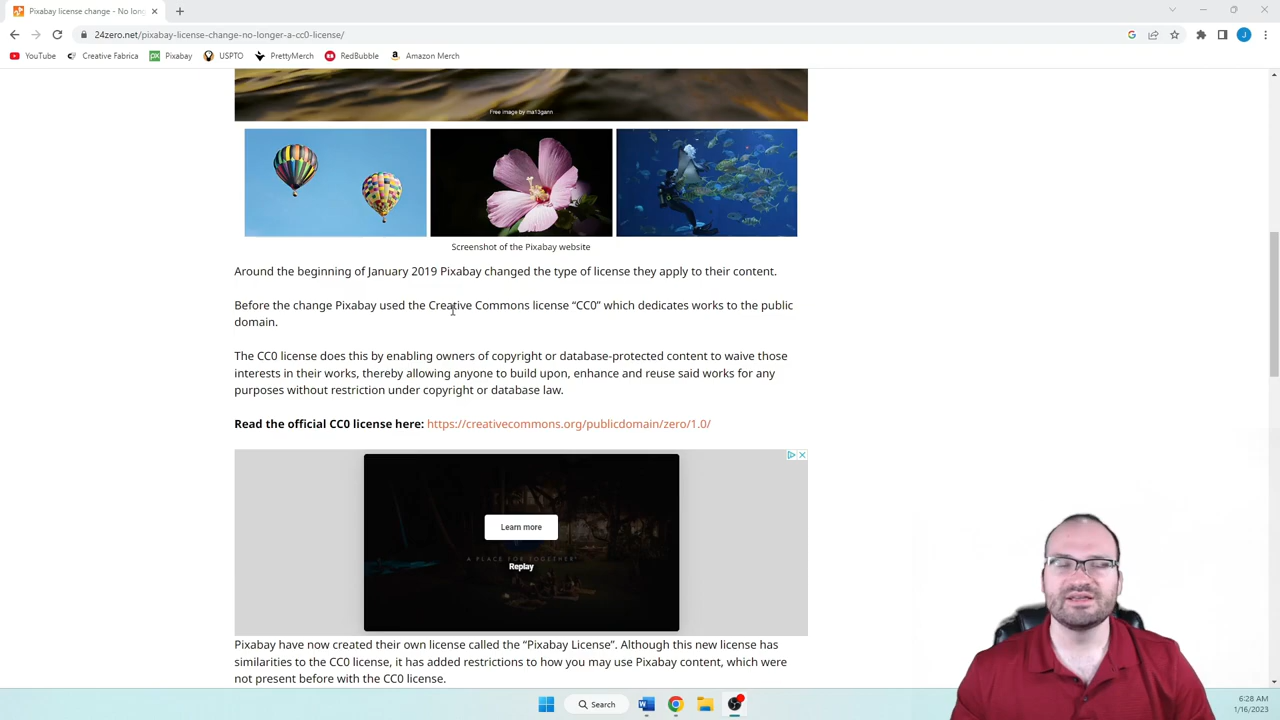 Pixabay license change - No long
24zero.net/pixabay-license-change-no-longer-a-cc0-license/
J
YouTube
Creative Fabrica
px
Pixabay
USPTO
PrettyMerch
RedBubble
Amazon Merch
Free image by ma13gann
Screenshot of the Pixabay website
Around the beginning of January 2019 Pixabay changed the type of license they apply to their content.
Before the change Pixabay used the Creative Commons license “CC0” which dedicates works to the public
domain.
The CC0 license does this by enabling owners of copyright or database-protected content to waive those
interests in their works, thereby allowing anyone to build upon, enhance and reuse said works for any
purposes without restriction under copyright or database law.
Read the official CC0 license here: https://creativecommons.org/publicdomain/zero/1.0/
Learn more
A PLACE FOR TOGETHER
Replay
Pixabay have now created their own license called the “Pixabay License”. Although this new license has
similarities to the CC0 license, it has added restrictions to how you may use Pixabay content, which were
not present before with the CC0 license.
Search
6:28 AM
1/16/2023